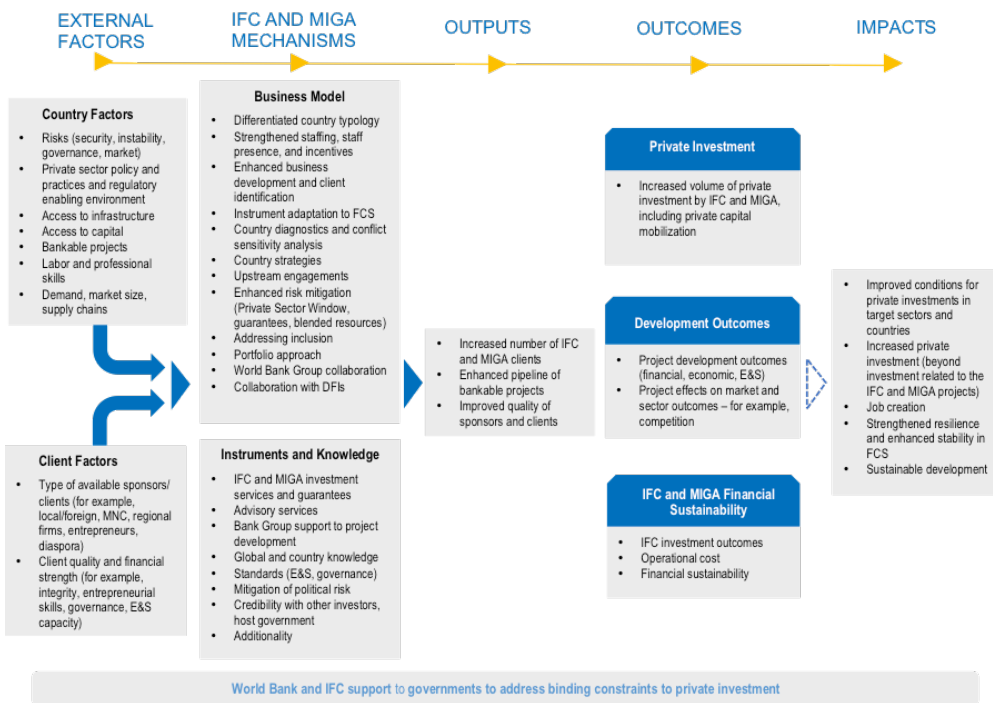 EXTERNAL
FACTORS
IFC AND MIGA
MECHANISMS
OUTPUTS
OUTCOMES
IMPACTS
Country Factors
• Risks (security, instability,
governance, market)
• Private sector policy and
practices and regulatory
enabling environment
• Access to infrastructure
• Access to capital
• Bankable projects
• Labor and professional
skills
• Demand, market size,
supply chains
Client Factors
• Type of available sponsors/
clients (for example,
local/foreign, MNC, regional
firms, entrepreneurs,
diaspora)
• Client quality and financial
strength (for example,
integrity, entrepreneurial
skills, governance, E&S
capacity)
Business Model
• Differentiated country typology
• Strengthened staffing, staff
presence, and incentives
• Enhanced business
development and client
identification
• Instrument adaptation to FCS
• Country diagnostics and conflict
sensitivity analysis
• Country strategies
• Upstream engagements
• Enhanced risk mitigation
(Private Sector Window,
guarantees, blended resources)
• Addressing inclusion
• Portfolio approach
• World Bank Group collaboration
• Collaboration with DFIs
Instruments and Knowledge
• IFC and MIGA investment
services and guarantees
• Advisory services
• Bank Group support to project
development
• Global and country knowledge
• Standards (E&S, governance)
• Mitigation of political risk
• Credibility with other investors,
host government
• Additionality
• Increased number of IFC
and MIGA clients
• Enhanced pipeline of
bankable projects
• Improved quality of
sponsors and clients
Private Investment
• Increased volume of private
investment by IFC and MIGA,
including private capital
mobilization
Development Outcomes
• Project development outcomes
(financial, economic, E&S)
• Project effects on market and
sector outcomes – for example,
competition
IFC and MIGA Financial
Sustainability
• IFC investment outcomes
• Operational cost
• Financial sustainability
• Improved conditions for
private investments in
target sectors and
countries
• Increased private
investment (beyond
investment related to the
IFC and MIGA projects)
• Job creation
• Strengthened resilience
and enhanced stability in
FCS
• Sustainable development
World Bank and IFC support to governments to address binding constraints to private investment